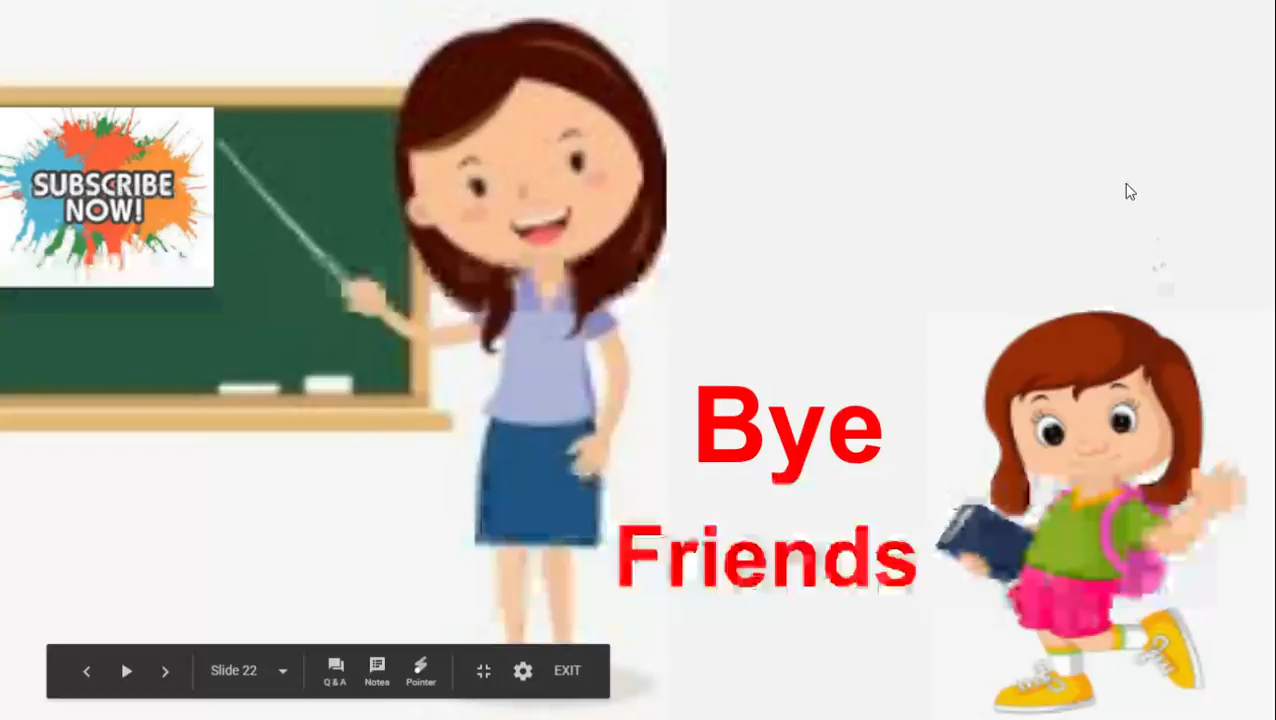 SUBSCRIBE
NOW!
Bye
Friends
Slide 22
Q & A
Notes
Pointer
EXIT